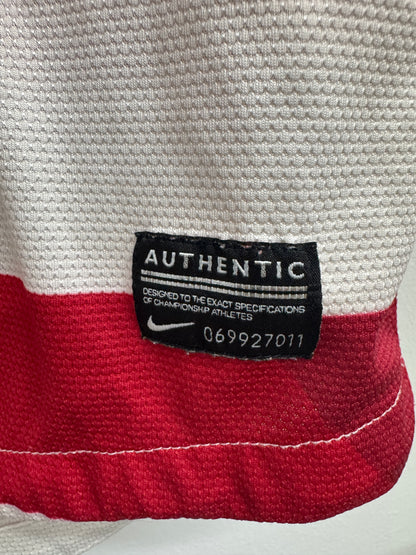 AUTHENTIC
DESIGNED TO THE EXACT SPECIFICATIONS
OF CHAMPIONSHIP ATHLETES
069927011